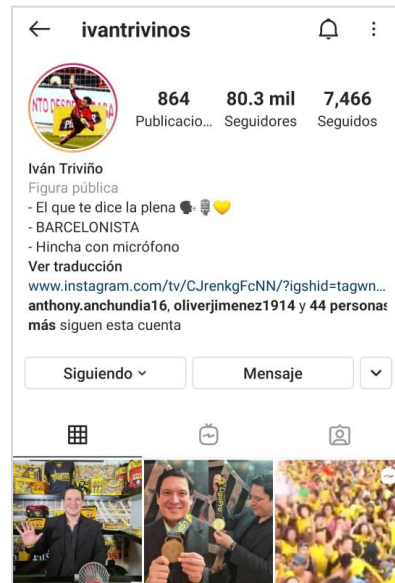 ivantrivinos
864 80.3 mil 7,466
Publicacio... Seguidores Seguidos
Iván Triviño
Figura pública
- El que te dice la plena 🗣🎙💛
- BARCELONISTA
- Hincha con micrófono
Ver traducción
www.instagram.com/tv/CJrenkgFcNN/?igshid=tagwn...
anthony.anchundia16, oliverjimenez1914 y 44 personas
más siguen esta cuenta
Siguiendo
Mensaje